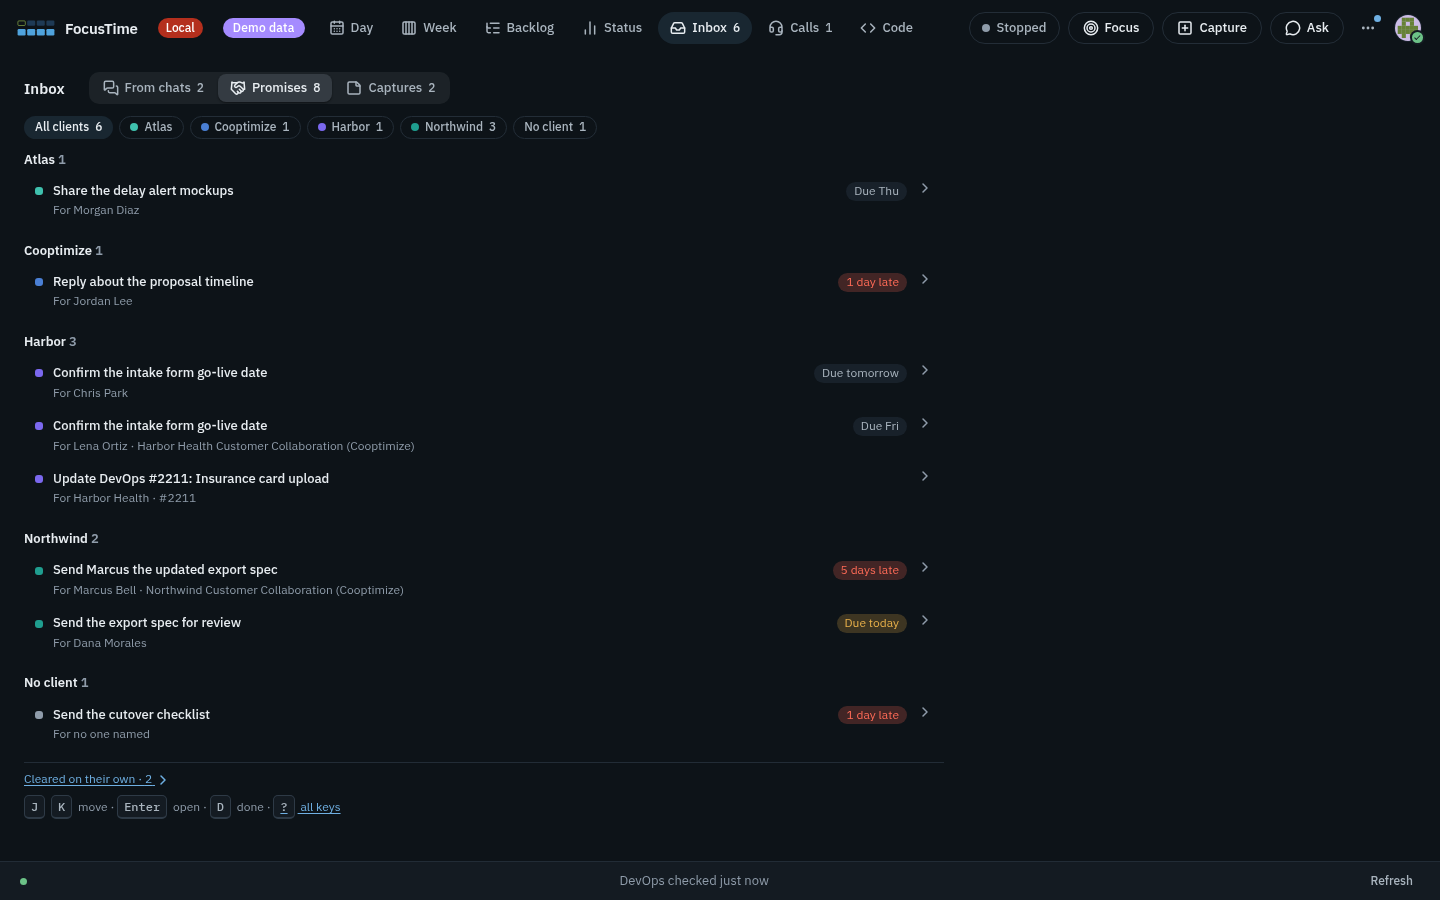 FocusTime Local Demo data Day Week Backlog Status Inbox 6 Calls 1 Code Stopped Focus Capture Ask
Inbox From chats 2 Promises 8 Captures 2
All clients 6 Atlas Cooptimize 1 Harbor 1 Northwind 3 No client 1
Atlas 1
Share the delay alert mockups Due Thu
For Morgan Diaz
Cooptimize 1
Reply about the proposal timeline 1 day late
For Jordan Lee
Harbor 3
Confirm the intake form go-live date Due tomorrow
For Chris Park
Confirm the intake form go-live date Due Fri
For Lena Ortiz · Harbor Health Customer Collaboration (Cooptimize)
Update DevOps #2211: Insurance card upload
For Harbor Health · #2211
Northwind 2
Send Marcus the updated export spec 5 days late
For Marcus Bell · Northwind Customer Collaboration (Cooptimize)
Send the export spec for review Due today
For Dana Morales
No client 1
Send the cutover checklist 1 day late
For no one named
Cleared on their own · 2
J K move · Enter open · D done · ? all keys
DevOps checked just now Refresh